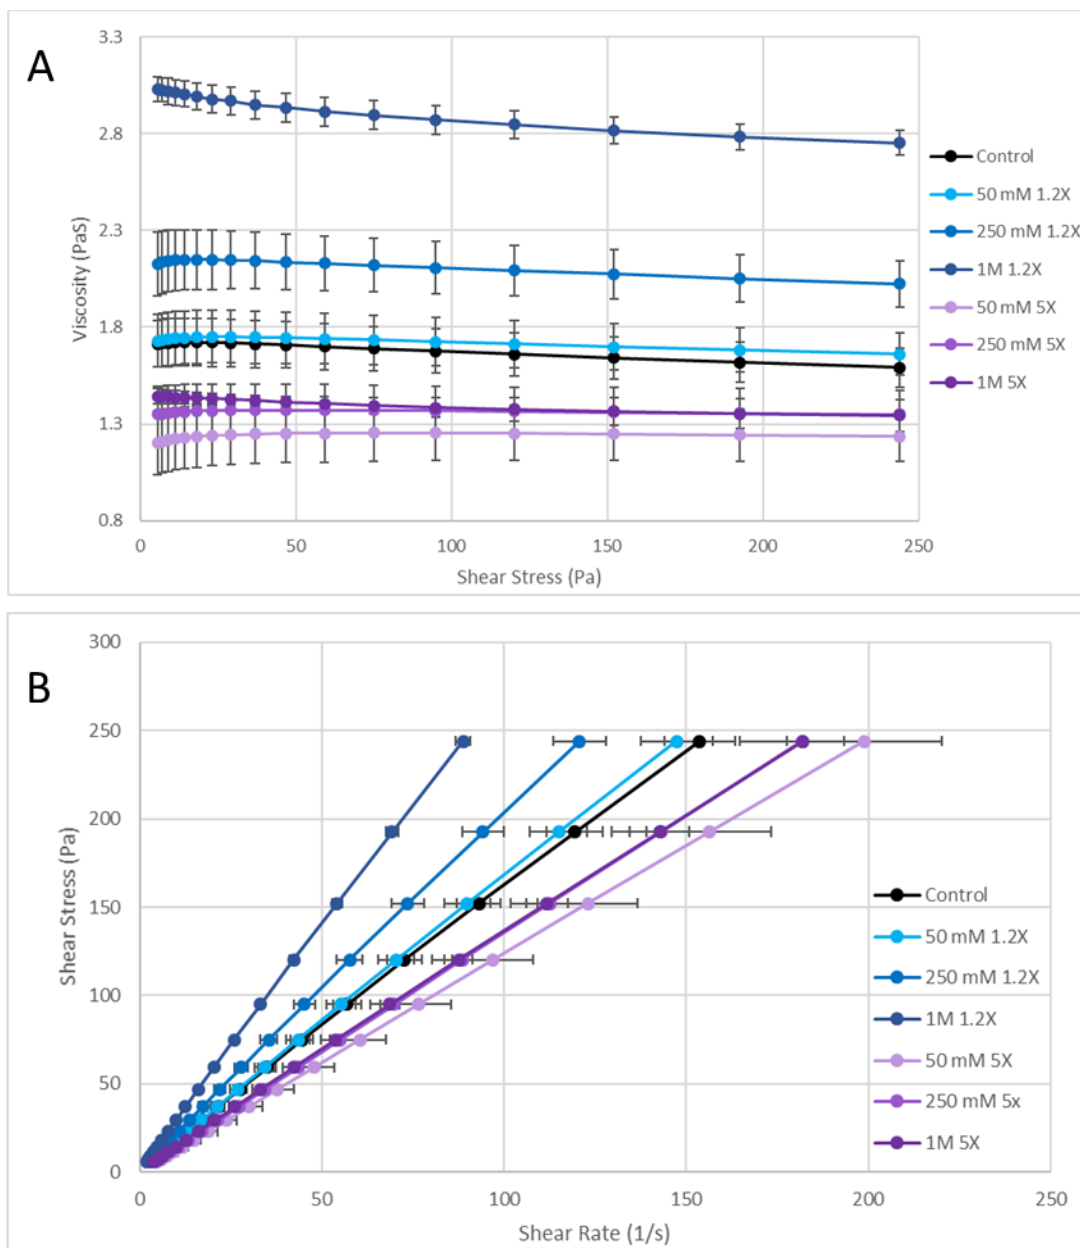 A
3.3
2.8
2.3
1.8
1.3
0.8
Viscosity (PaS)
0 50 100 150 200 250
Shear Stress (Pa)
Control
50 mM 1.2X
250 mM 1.2X
1M 1.2X
50 mM 5X
250 mM 5X
1M 5X
B
300
250
200
150
100
50
0
Shear Stress (Pa)
0 50 100 150 200 250
Shear Rate (1/s)
Control
50 mM 1.2X
250 mM 1.2X
1M 1.2X
50 mM 5X
250 mM 5x
1M 5X